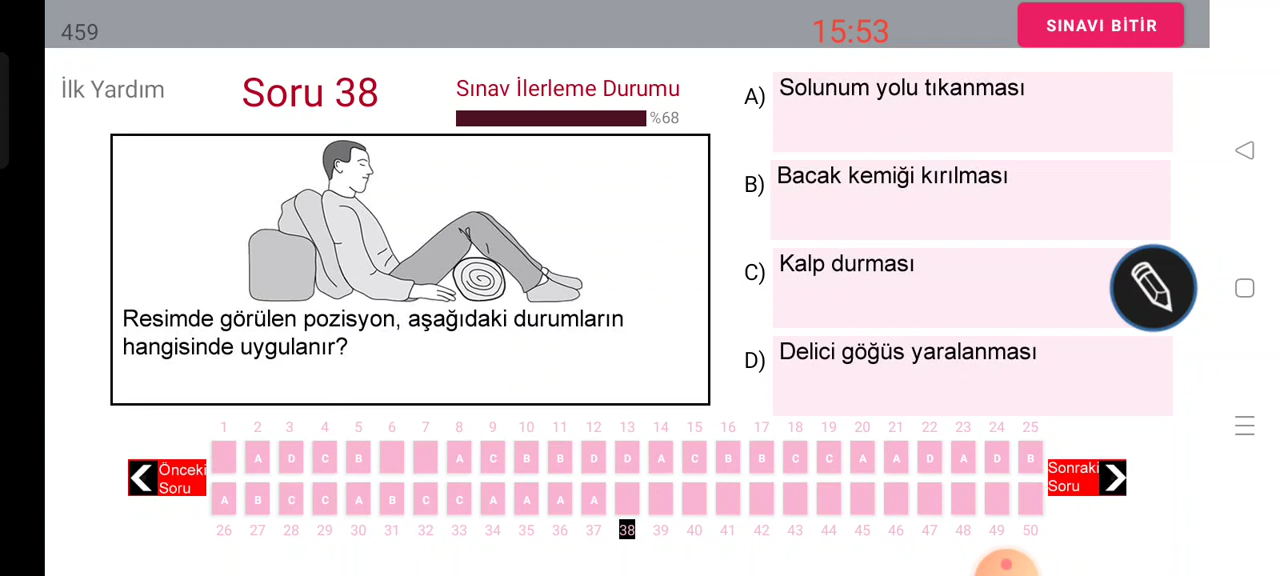 459
15:53
SINAVI BİTİR
İlk Yardım
Soru 38
Sınav İlerleme Durumu
%68
Resimde görülen pozisyon, aşağıdaki durumların
hangisinde uygulanır?
A) Solunum yolu tıkanması
B) Bacak kemiği kırılması
C) Kalp durması
D) Delici göğüs yaralanması
1 2 3 4 5 6 7 8 9 10 11 12 13 14 15 16 17 18 19 20 21 22 23 24 25
A D C B A C B B D D A C B B C C A A D A D B
Önceki
Soru
Sonraki
Soru
A B C C A B C C A A A A
26 27 28 29 30 31 32 33 34 35 36 37 38 39 40 41 42 43 44 45 46 47 48 49 50